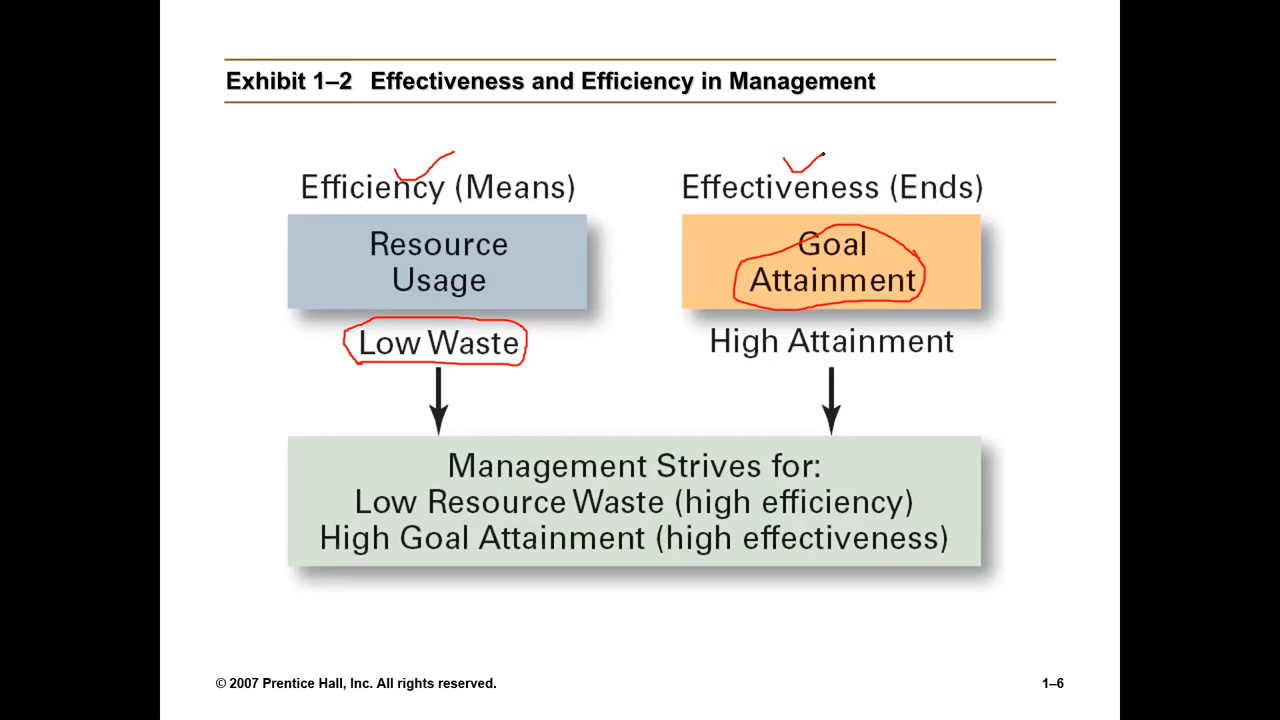 Exhibit 1–2 Effectiveness and Efficiency in Management
Efficiency (Means)
Resource
Usage
Low Waste
Effectiveness (Ends)
Goal
Attainment
High Attainment
Management Strives for:
Low Resource Waste (high efficiency)
High Goal Attainment (high effectiveness)
© 2007 Prentice Hall, Inc. All rights reserved.
1–6